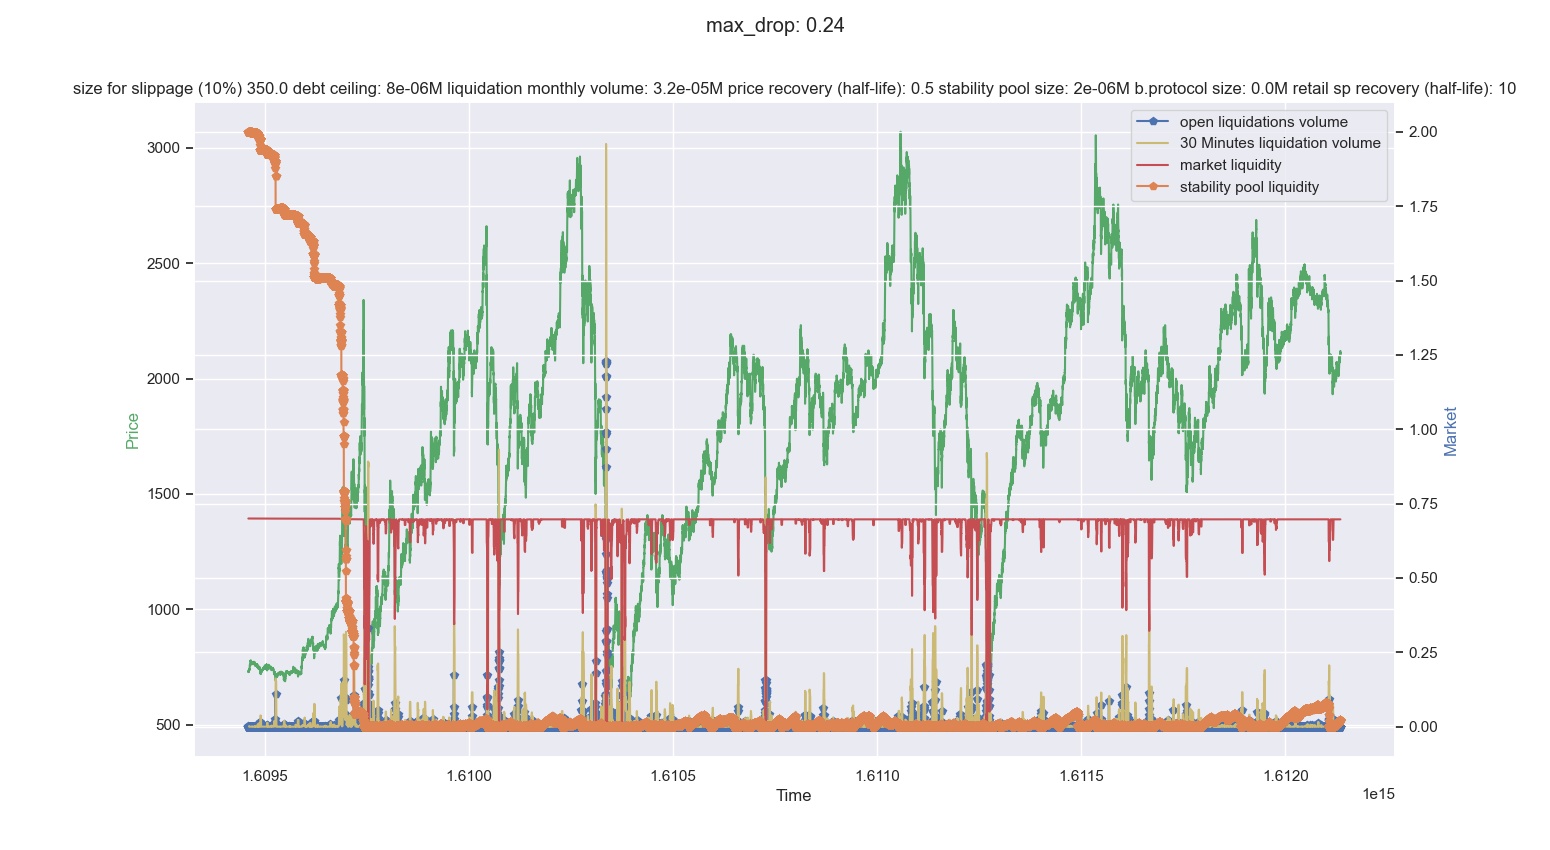 max_drop: 0.24
size for slippage (10%) 350.0 debt ceiling: 8e-06M liquidation monthly volume: 3.2e-05M price recovery (half-life): 0.5 stability pool size: 2e-06M b.protocol size: 0.0M retail sp recovery (half-life): 10
open liquidations volume
30 Minutes liquidation volume
market liquidity
stability pool liquidity
3000
2500
2000
1500
1000
500
Price
2.00
1.75
1.50
1.25
1.00
0.75
0.50
0.25
0.00
Market
1.6095 1.6100 1.6105 1.6110 1.6115 1.6120
Time
1e15